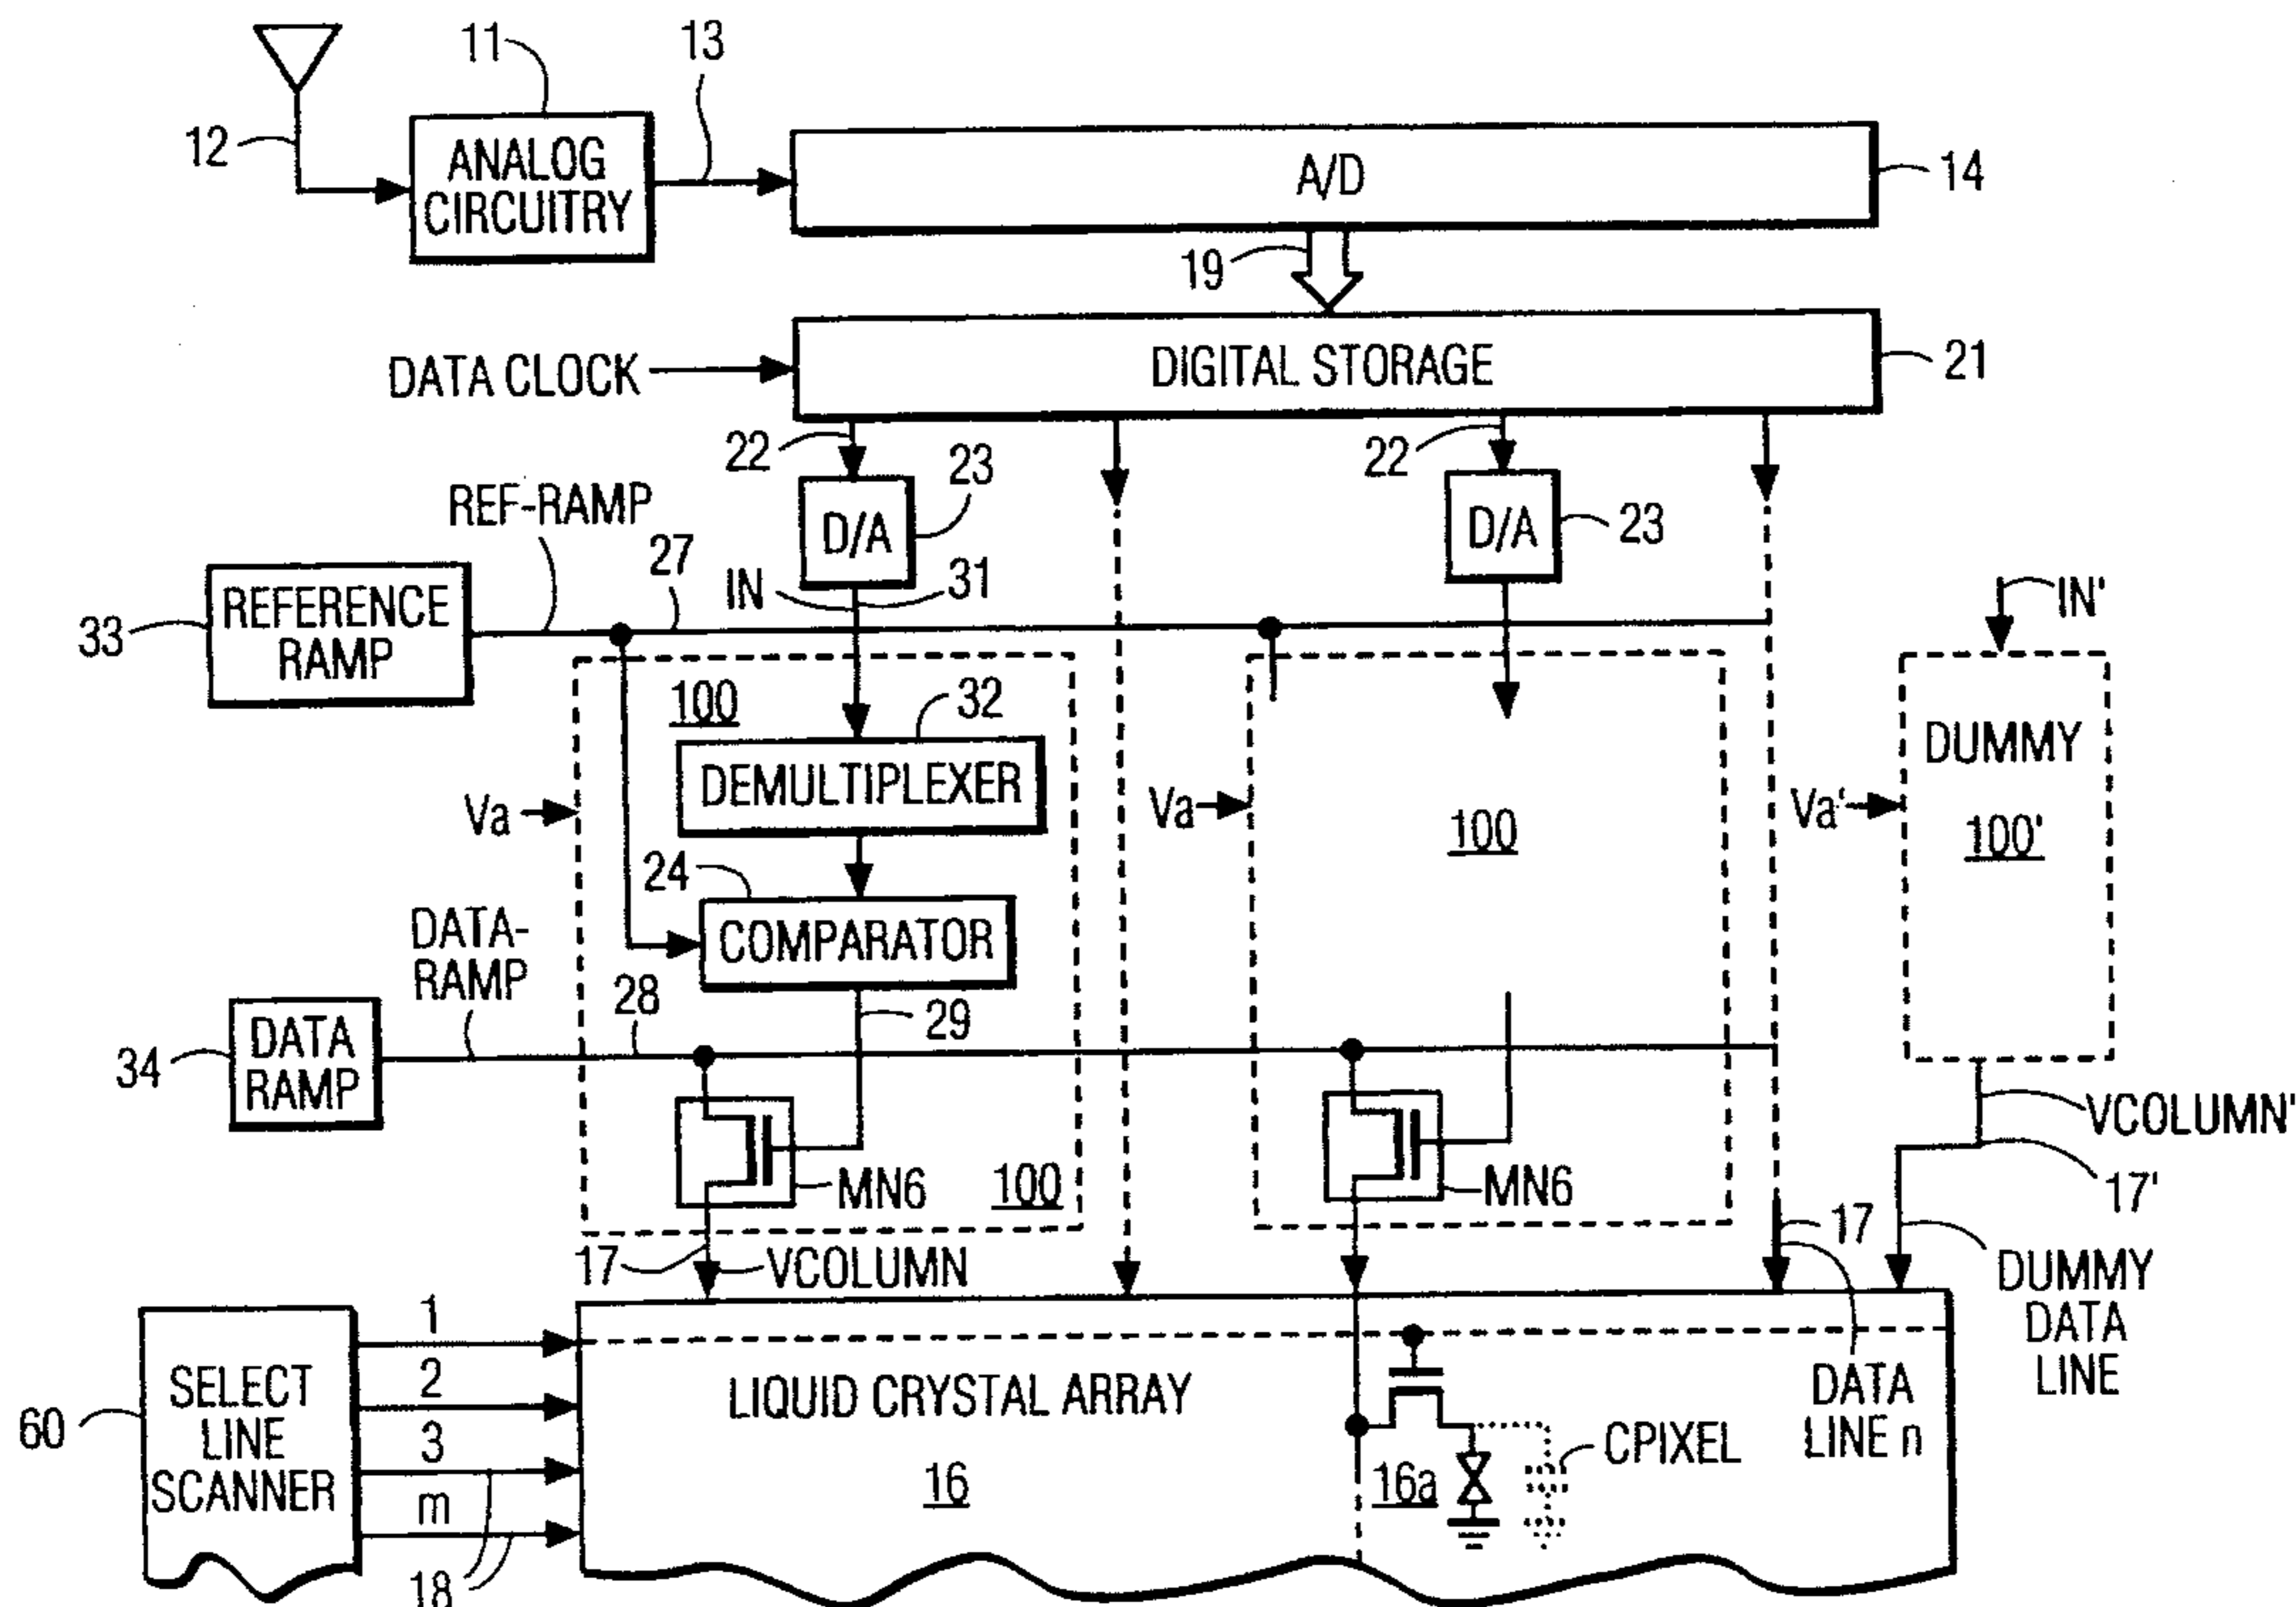 11
13
12
ANALOG
CIRCUITRY
A/D
14
19
DATA CLOCK
DIGITAL STORAGE
21
22
22
23
REF-RAMP
D/A
D/A
23
27
IN
31
IN'
REFERENCE
RAMP
33
100
32
DUMMY
DEMULTIPLEXER
Va
Va
100
Va'
100'
24
COMPARATOR
DATA-
RAMP
28
29
DATA
RAMP
34
VCOLUMN'
MN6
100
MN6
17'
17
17
VCOLUMN
DUMMY
DATA
LINE
1
2
3
m
SELECT
LINE
SCANNER
60
LIQUID CRYSTAL ARRAY
DATA
LINE n
16
16a
CPIXEL
18